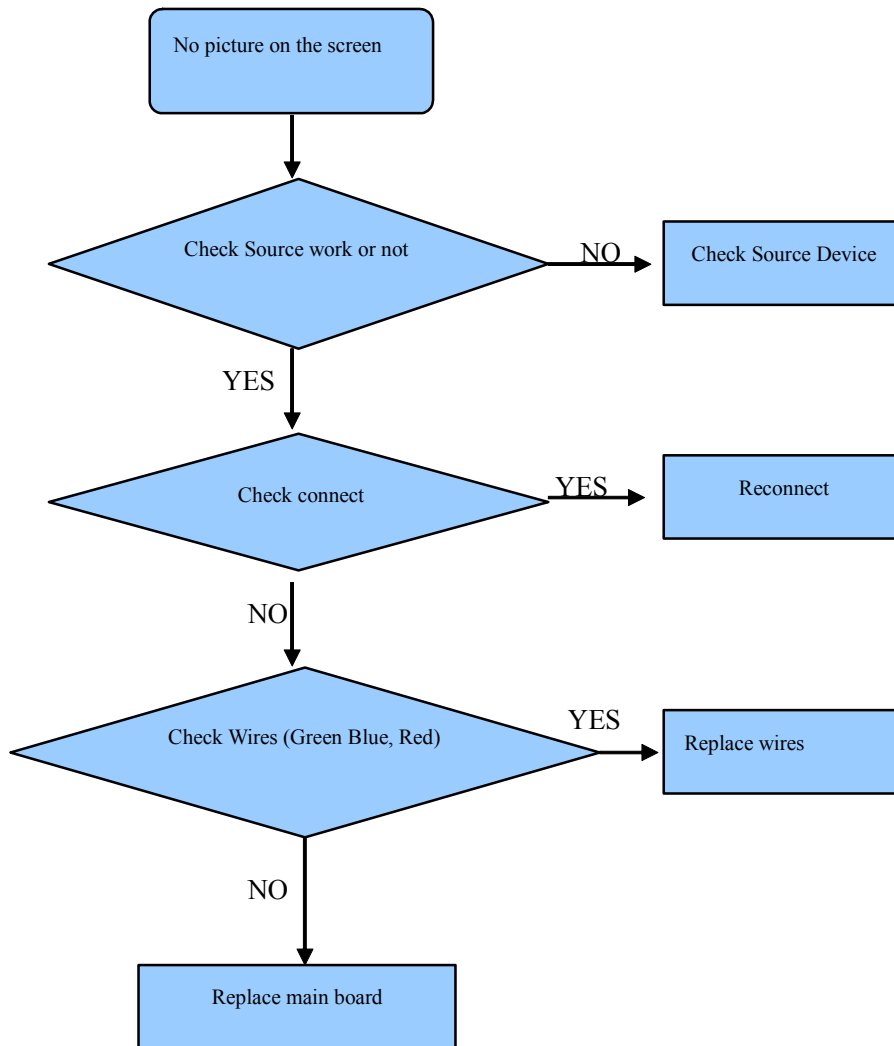 No picture on the screen
Check Source work or not
NO
Check Source Device
YES
Check connect
YES
Reconnect
NO
Check Wires (Green Blue, Red)
YES
Replace wires
NO
Replace main board